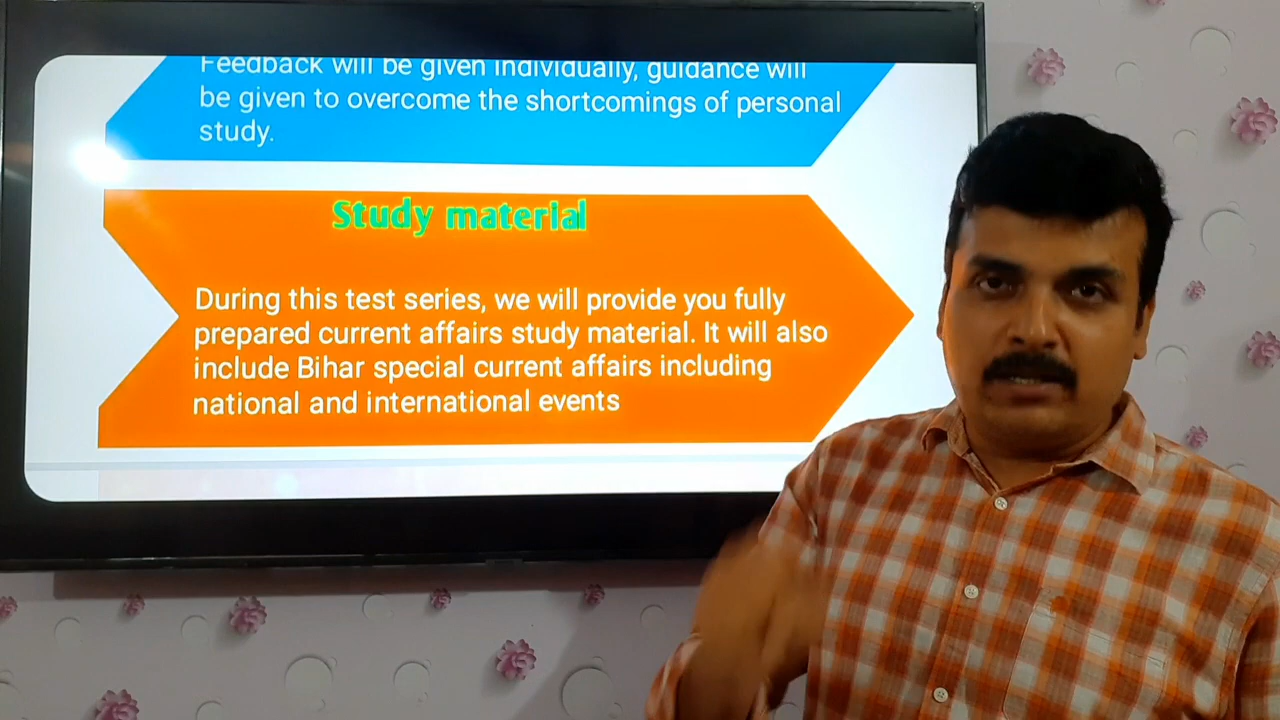 Feedback will be given individually, guidance will
be given to overcome the shortcomings of personal
study.
Study material
During this test series, we will provide you fully
prepared current affairs study material. It will also
include Bihar special current affairs including
national and international events